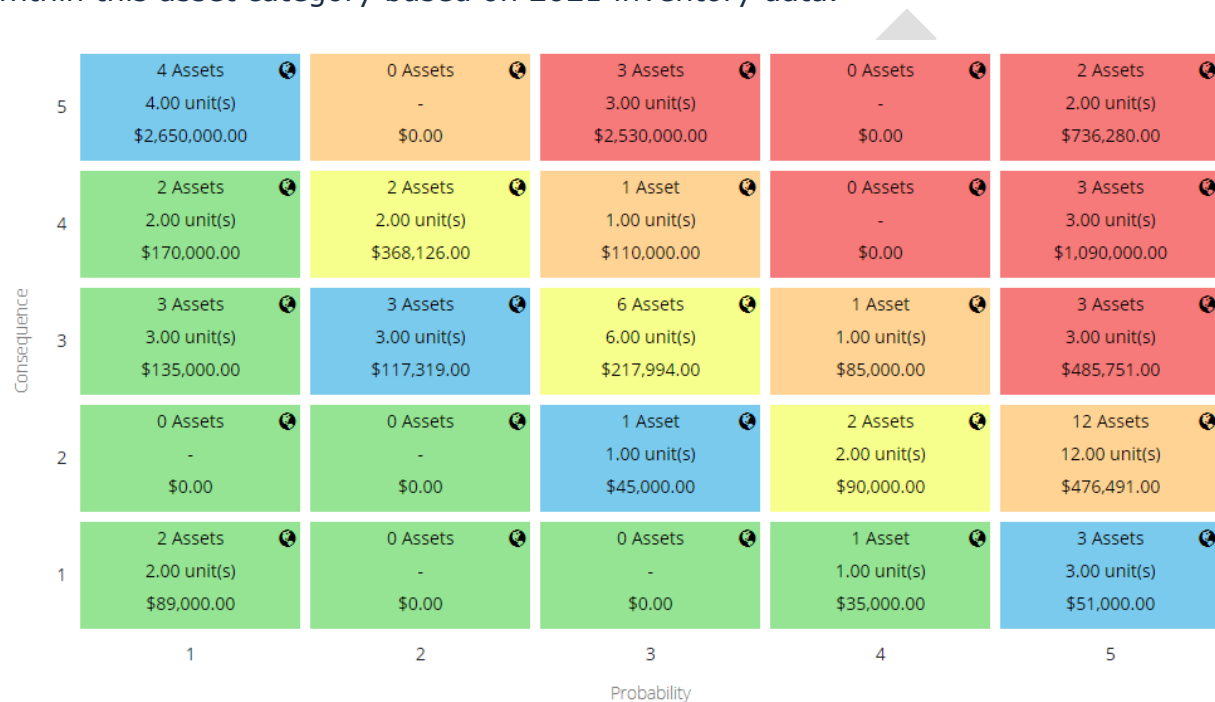 within this asset category based on 2021 inventory data.
4 Assets 0 Assets 3 Assets 0 Assets 2 Assets
5 4.00 unit(s) - 3.00 unit(s) - 2.00 unit(s)
$2,650,000.00 $0.00 $2,530,000.00 $0.00 $736,280.00
2 Assets 2 Assets 1 Asset 0 Assets 3 Assets
4 2.00 unit(s) 2.00 unit(s) 1.00 unit(s) - 3.00 unit(s)
$170,000.00 $368,126.00 $110,000.00 $0.00 $1,090,000.00
Consequence
3 Assets 3 Assets 6 Assets 1 Asset 3 Assets
3 3.00 unit(s) 3.00 unit(s) 6.00 unit(s) 1.00 unit(s) 3.00 unit(s)
$135,000.00 $117,319.00 $217,994.00 $85,000.00 $485,751.00
0 Assets 0 Assets 1 Asset 2 Assets 12 Assets
2 - - 1.00 unit(s) 2.00 unit(s) 12.00 unit(s)
$0.00 $0.00 $45,000.00 $90,000.00 $476,491.00
2 Assets 0 Assets 0 Assets 1 Asset 3 Assets
1 2.00 unit(s) - - 1.00 unit(s) 3.00 unit(s)
$89,000.00 $0.00 $0.00 $35,000.00 $51,000.00
1 2 3 4 5
Probability